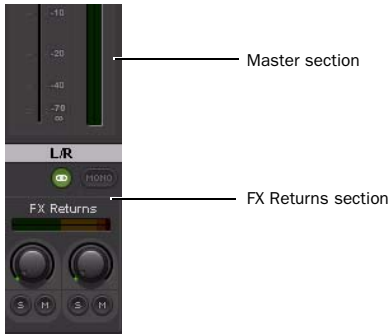 -10
-20
-40
-70
∞
Master section
L/R
MONO
FX Returns section
FX Returns
S M S M